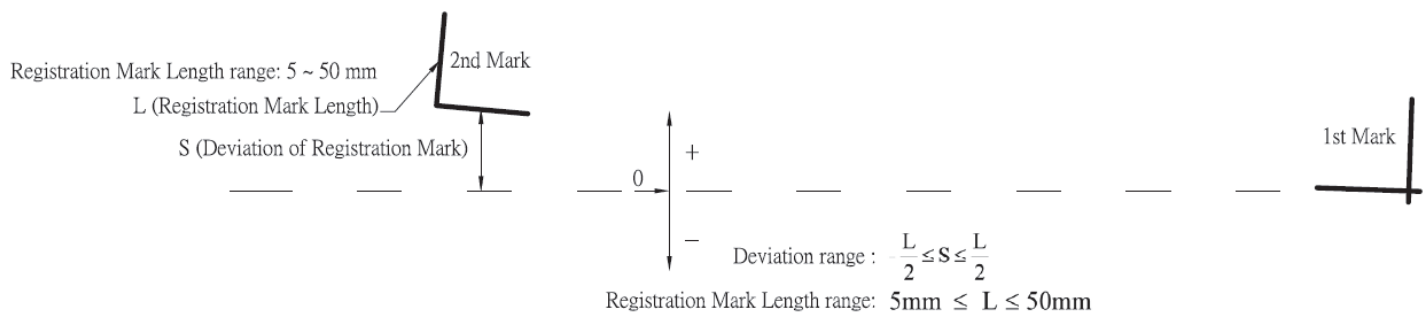 2nd Mark
Registration Mark Length range: 5 ~ 50 mm
L (Registration Mark Length)
S (Deviation of Registration Mark)
1st Mark
0
+
−
Deviation range : -L/2 ≤ S ≤ L/2
Registration Mark Length range: 5mm ≤ L ≤ 50mm